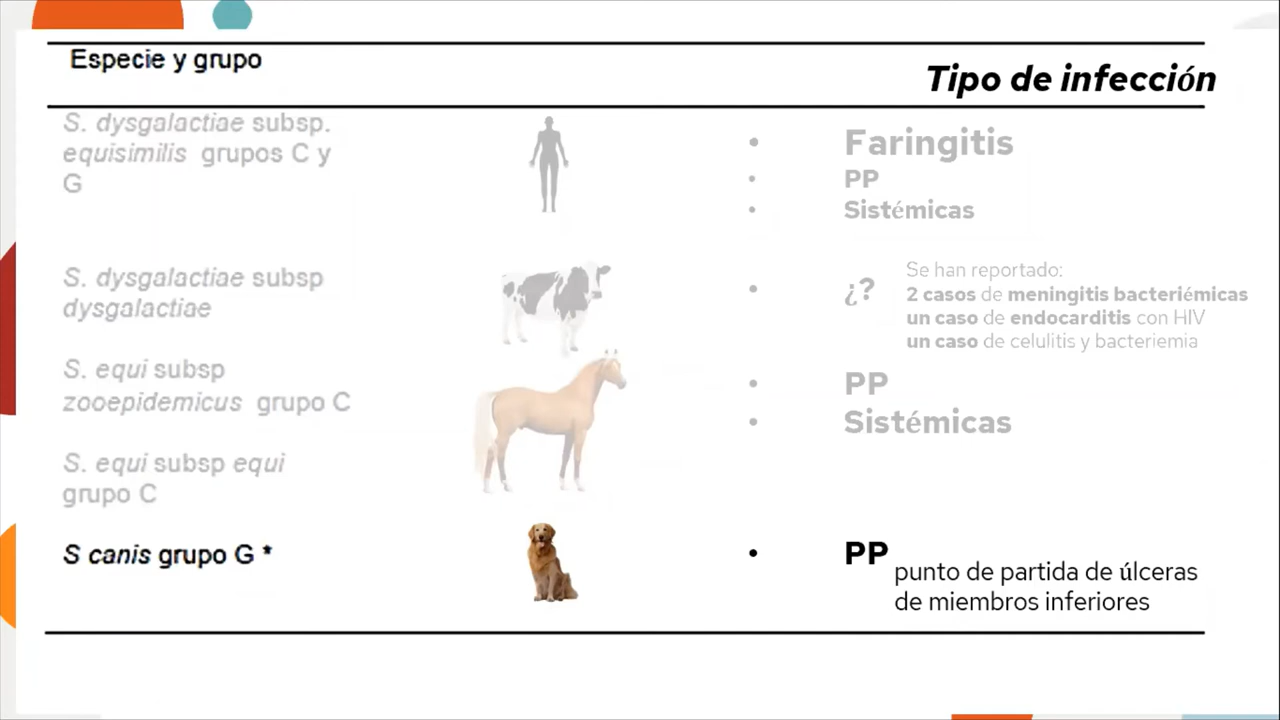 Especie y grupo
Tipo de infección
S. dysgalactiae subsp.
equisimilis grupos C y
G
• Faringitis
• PP
• Sistémicas
S. dysgalactiae subsp
dysgalactiae
• ¿?
Se han reportado:
2 casos de meningitis bacteriémicas
un caso de endocarditis con HIV
un caso de celulitis y bacteriemia
S. equi subsp
zooepidemicus grupo C
• PP
• Sistémicas
S. equi subsp equi
grupo C
S canis grupo G *
• PP
punto de partida de úlceras
de miembros inferiores